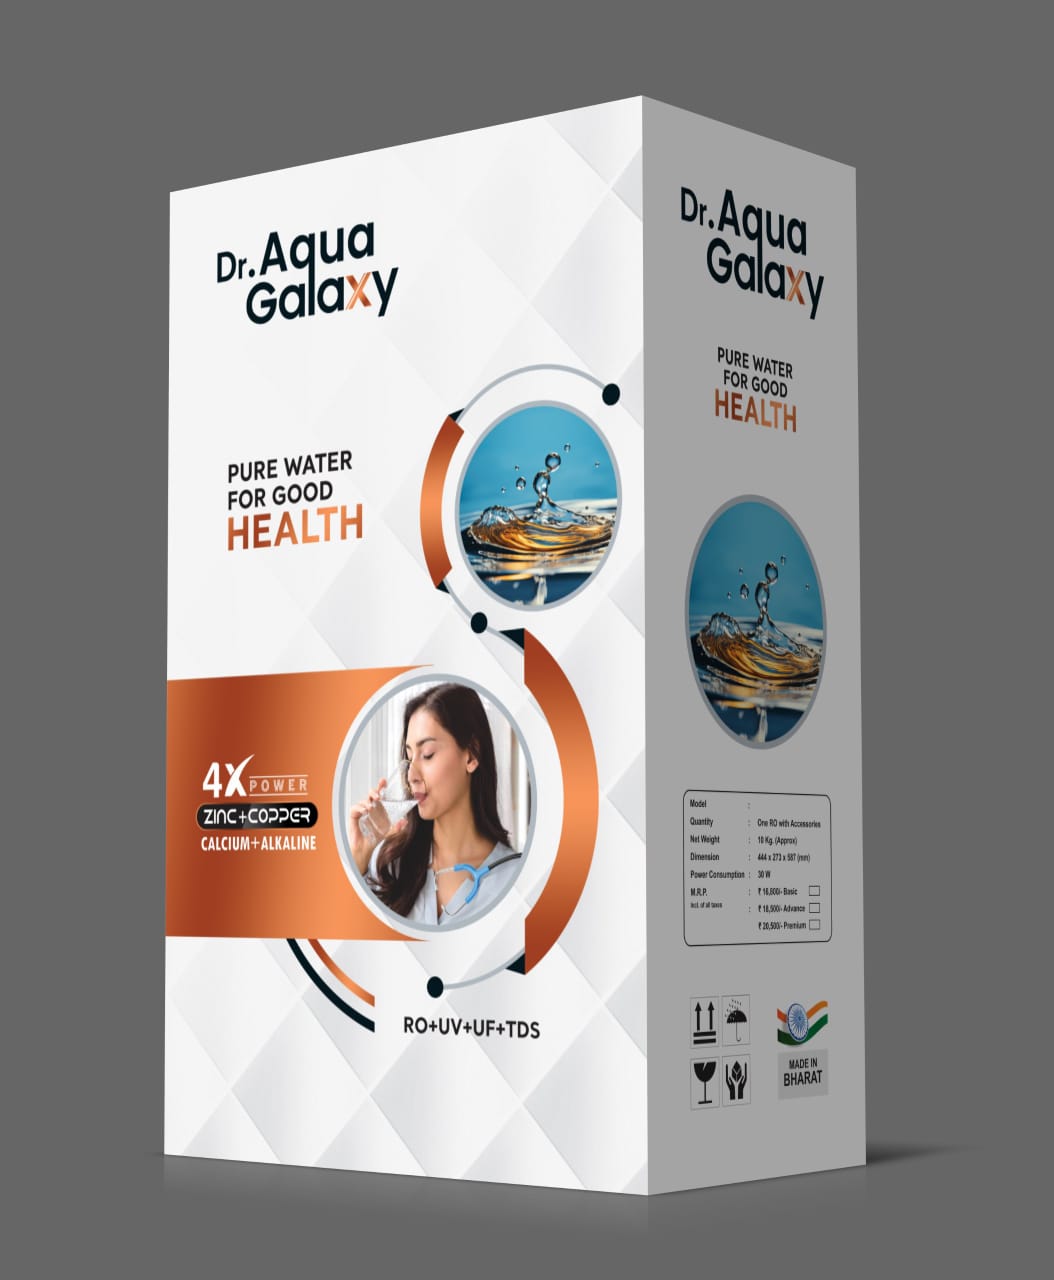 Dr. Aqua
Galaxy
PURE WATER
FOR GOOD
HEALTH
4X POWER
ZINC+COPPER
CALCIUM+ALKALINE
RO+UV+UF+TDS
Dr. Aqua
Galaxy
PURE WATER
FOR GOOD
HEALTH
Model :
Quantity : One RO with Accessories
Net Weight : 10 Kg. (Approx)
Dimension : 444 x 273 x 587 (mm)
Power Consumption : 30 W
M.R.P. : ₹ 16,800/- Basic
Incl. of all taxes : ₹ 18,500/- Advance
₹ 20,500/- Premium
MADE IN
BHARAT